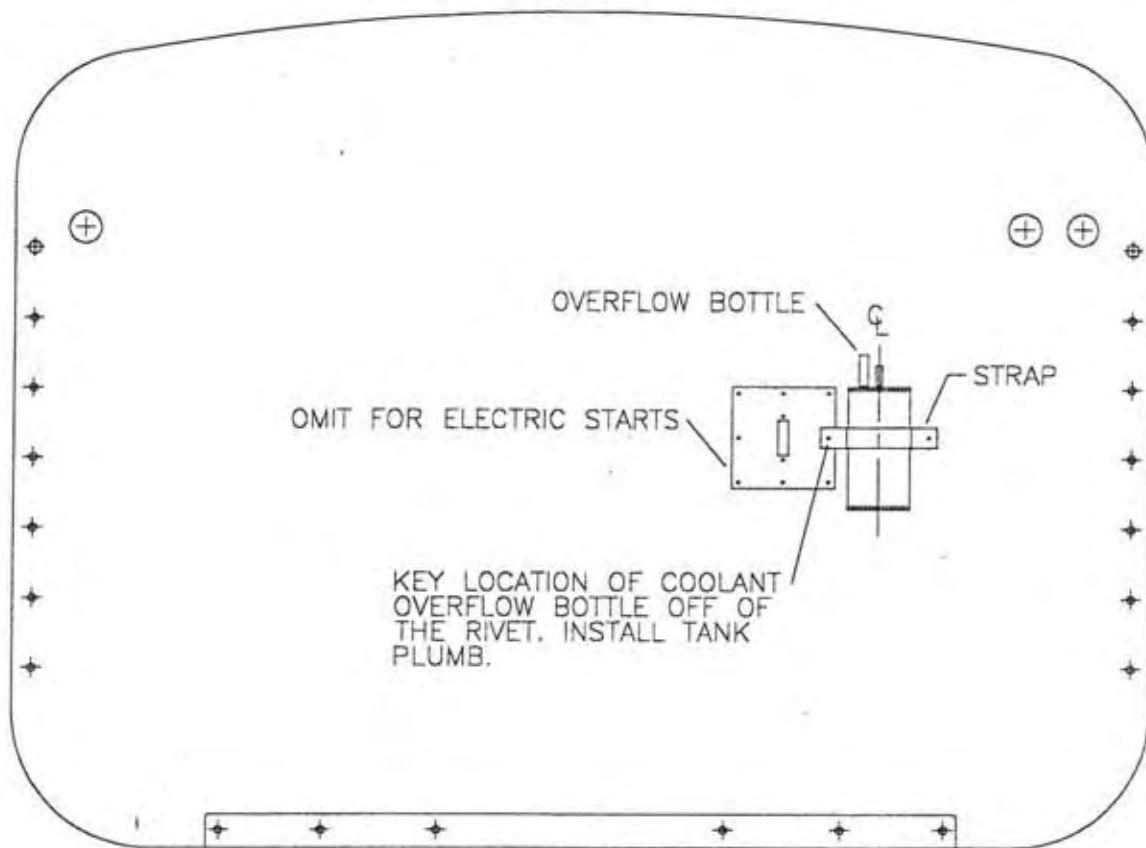 OVERFLOW BOTTLE
℄
STRAP
OMIT FOR ELECTRIC STARTS
KEY LOCATION OF COOLANT
OVERFLOW BOTTLE OFF OF
THE RIVET. INSTALL TANK
PLUMB.